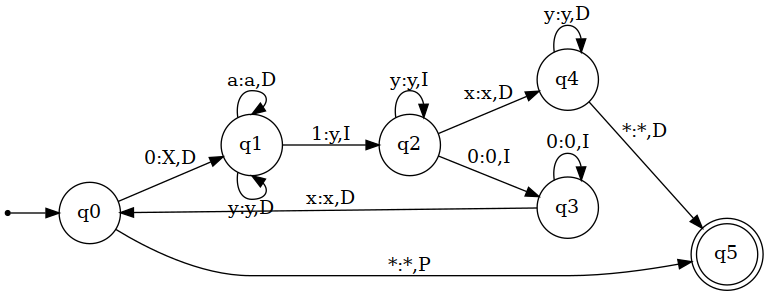 y:y,D
q4
a:a,D
y:y,I
x:x,D
*:*,D
q1
1:y,I
q2
0:X,D
0:0,I
0:0,I
q3
y:y,D
x:x,D
q0
q5
*:*,P